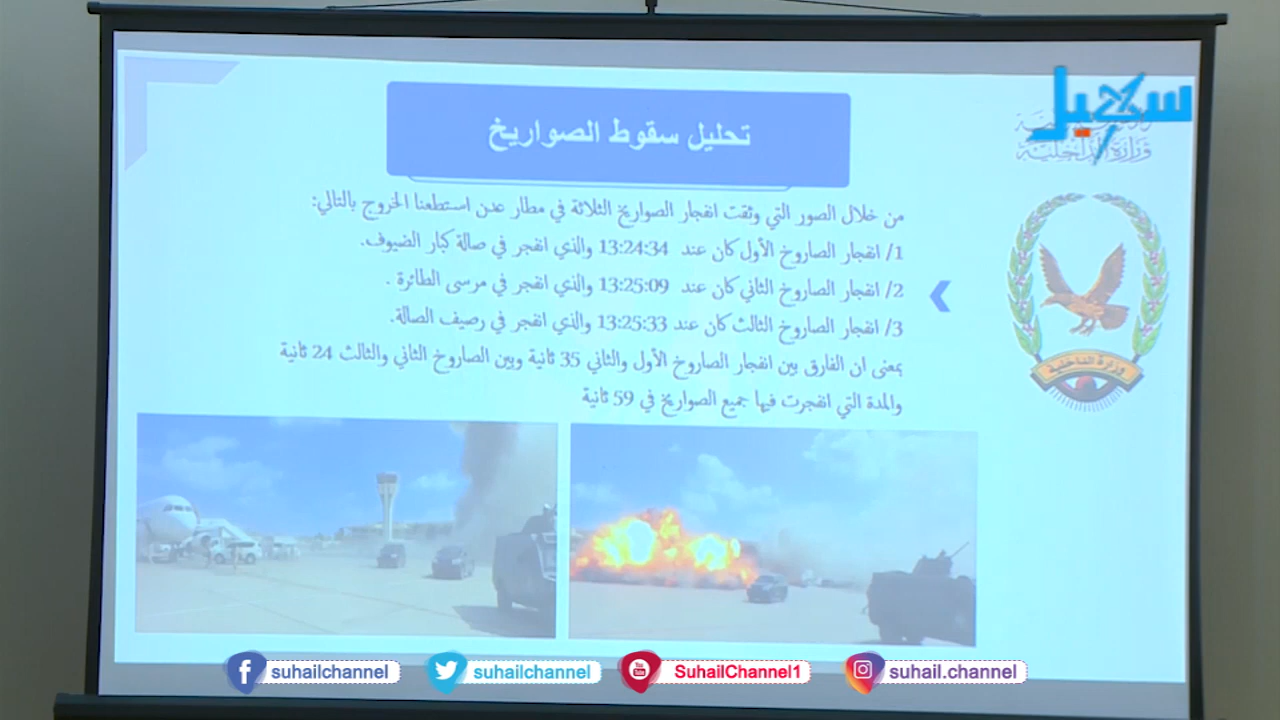 سهيل
وزارة الداخلية
تحليل سقوط الصواريخ
من خلال الصور التي وثقت انفجار الصواريخ الثلاثة في مطار عدن استطعنا الخروج بالتالي:
1/ انفجار الصاروخ الأول كان عند 13:24:34 والذي انفجر في صالة كبار الضيوف.
2/ انفجار الصاروخ الثاني كان عند 13:25:09 والذي انفجر في مرسى الطائرة .
3/ انفجار الصاروخ الثالث كان عند 13:25:33 والذي انفجر في رصيف الصالة.
بمعنى ان الفارق بين انفجار الصاروخ الأول والثاني 35 ثانية وبين الصاروخ الثاني والثالث 24 ثانية
والمدة التي انفجرت فيها جميع الصواريخ في 59 ثانية
وزارة الداخلية
suhailchannel
suhailchannel
SuhailChannel1
suhail.channel